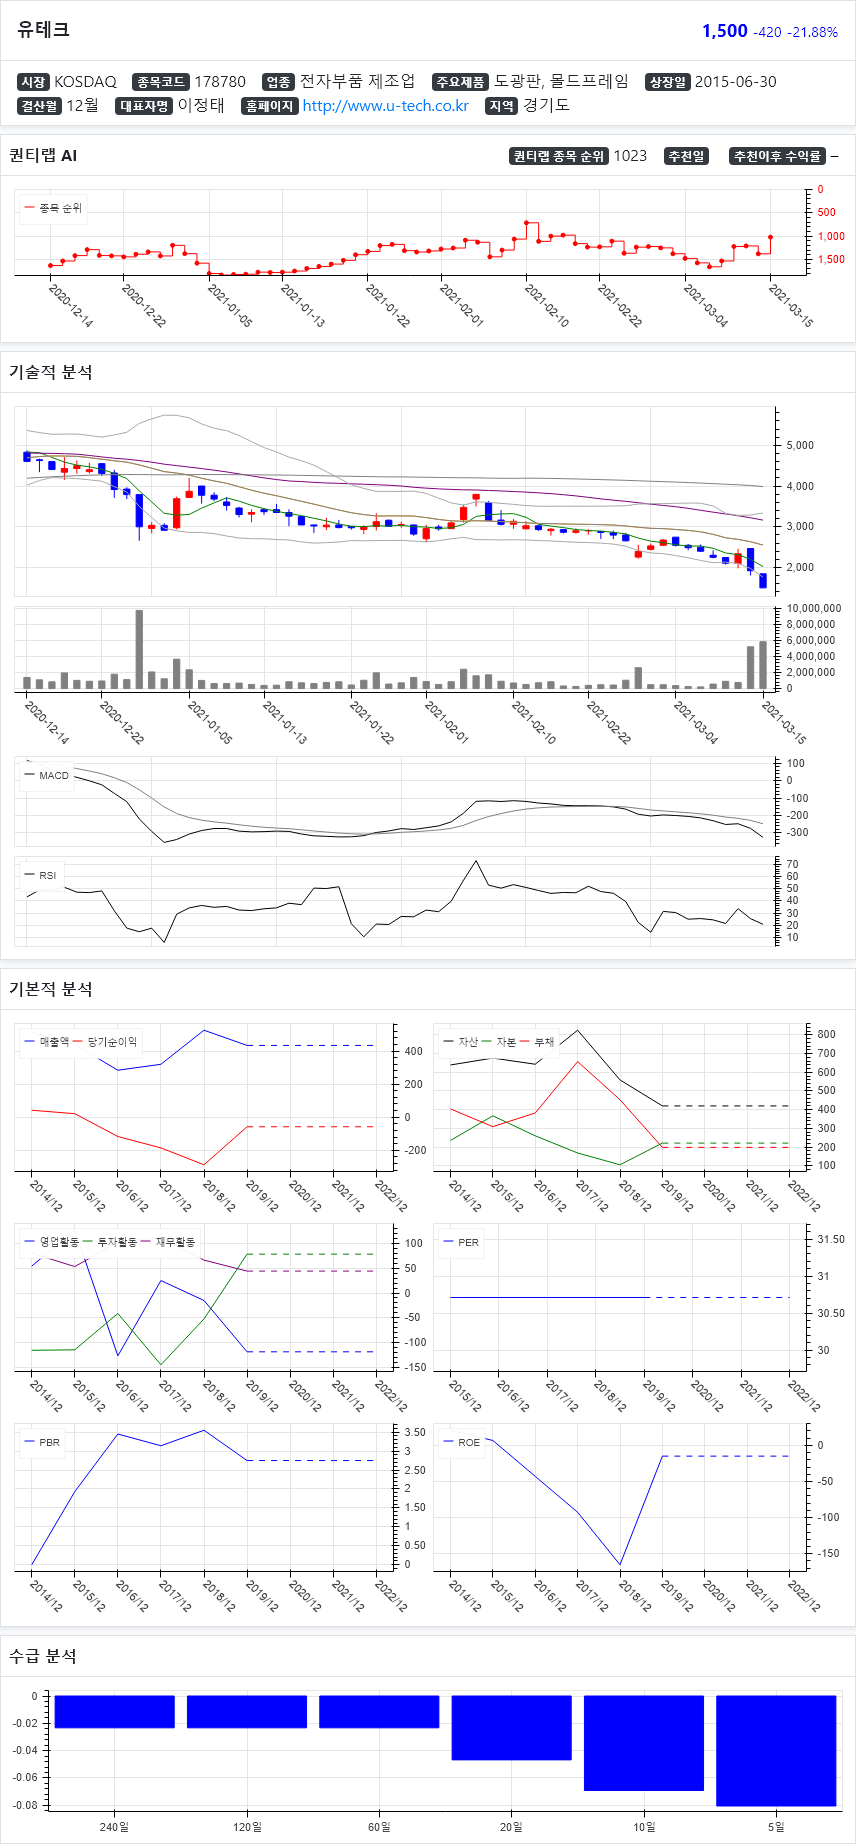 유테크
1,500 -420 -21.88%
시장 KOSDAQ 종목코드 178780 업종 전자부품 제조업 주요제품 도광판, 몰드프레임 상장일 2015-06-30
결산월 12월 대표자명 이정태 홈페이지 http://www.u-tech.co.kr 지역 경기도
퀀티랩 AI
퀀티랩 종목 순위 1023 추천일 추천이후 수익률 –
종목 순위
0
500
1,000
1,500
2020-12-14 2020-12-22 2021-01-05 2021-01-13 2021-01-22 2021-02-01 2021-02-10 2021-02-22 2021-03-04 2021-03-15
기술적 분석
5,000
4,000
3,000
2,000
10,000,000
8,000,000
6,000,000
4,000,000
2,000,000
0
2020-12-14 2020-12-22 2021-01-05 2021-01-13 2021-01-22 2021-02-01 2021-02-10 2021-02-22 2021-03-04 2021-03-15
MACD
100
0
-100
-200
-300
RSI
70
60
50
40
30
20
10
기본적 분석
매출액 당기순이익
400
200
0
-200
2014/12 2015/12 2016/12 2017/12 2018/12 2019/12 2020/12 2021/12 2022/12
자산 자본 부채
800
700
600
500
400
300
200
100
2014/12 2015/12 2016/12 2017/12 2018/12 2019/12 2020/12 2021/12 2022/12
영업활동 투자활동 재무활동
100
50
0
-50
-100
-150
2014/12 2015/12 2016/12 2017/12 2018/12 2019/12 2020/12 2021/12 2022/12
PER
31.50
31
30.50
30
2015/12 2016/12 2017/12 2018/12 2019/12 2020/12 2021/12 2022/12
PBR
3.50
3
2.50
2
1.50
1
0.50
0
2014/12 2015/12 2016/12 2017/12 2018/12 2019/12 2020/12 2021/12 2022/12
ROE
0
-50
-100
-150
2014/12 2015/12 2016/12 2017/12 2018/12 2019/12 2020/12 2021/12 2022/12
수급 분석
0
-0.02
-0.04
-0.06
-0.08
240일 120일 60일 20일 10일 5일